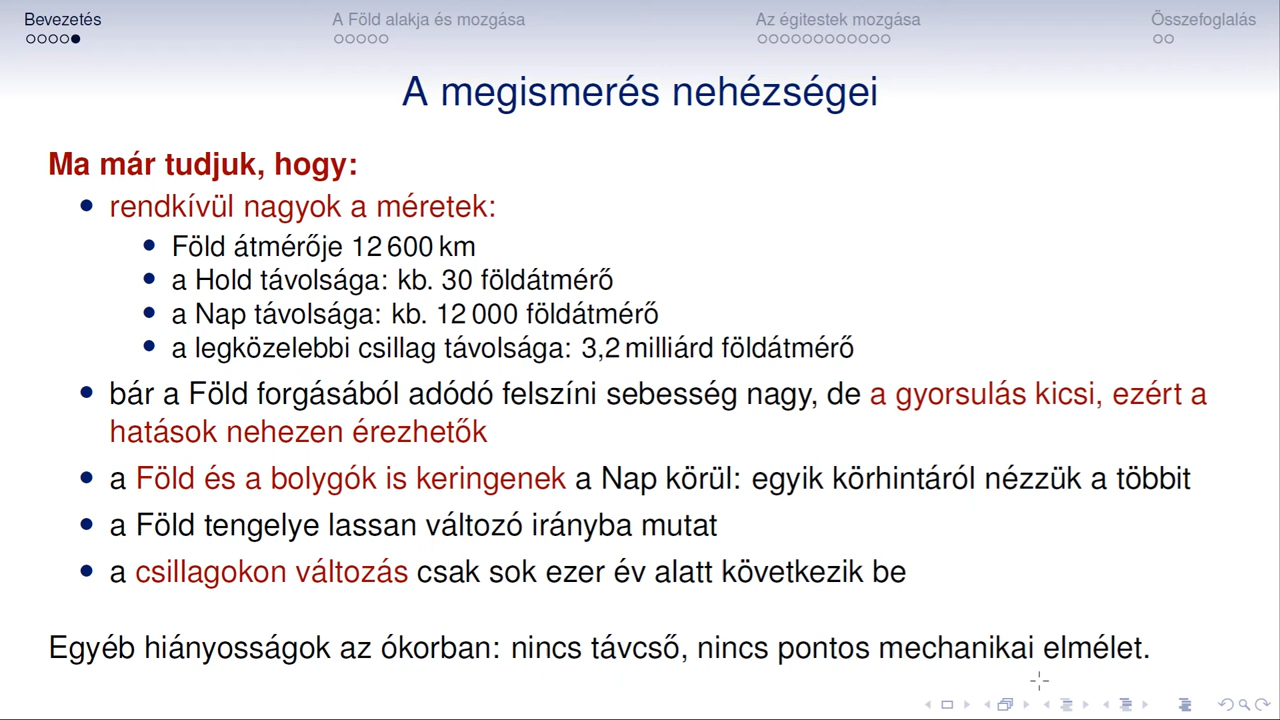 Bevezetés
A Föld alakja és mozgása
Az égitestek mozgása
Összefoglalás
A megismerés nehézségei
Ma már tudjuk, hogy:
rendkívül nagyok a méretek:
Föld átmérője 12 600 km
a Hold távolsága: kb. 30 földátmérő
a Nap távolsága: kb. 12 000 földátmérő
a legközelebbi csillag távolsága: 3,2 milliárd földátmérő
bár a Föld forgásából adódó felszíni sebesség nagy, de a gyorsulás kicsi, ezért a
hatások nehezen érezhetők
a Föld és a bolygók is keringenek a Nap körül: egyik körhintáról nézzük a többit
a Föld tengelye lassan változó irányba mutat
a csillagokon változás csak sok ezer év alatt következik be
Egyéb hiányosságok az ókorban: nincs távcső, nincs pontos mechanikai elmélet.